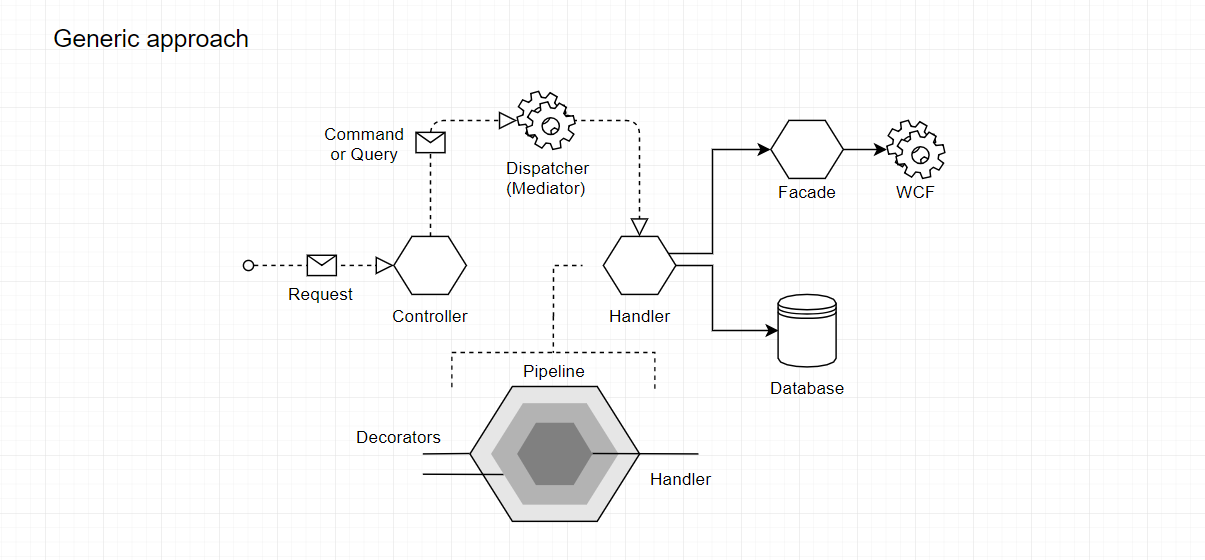 Generic approach
Command
or Query
Dispatcher
(Mediator)
Facade
WCF
Request
Controller
Handler
Database
Pipeline
Decorators
Handler